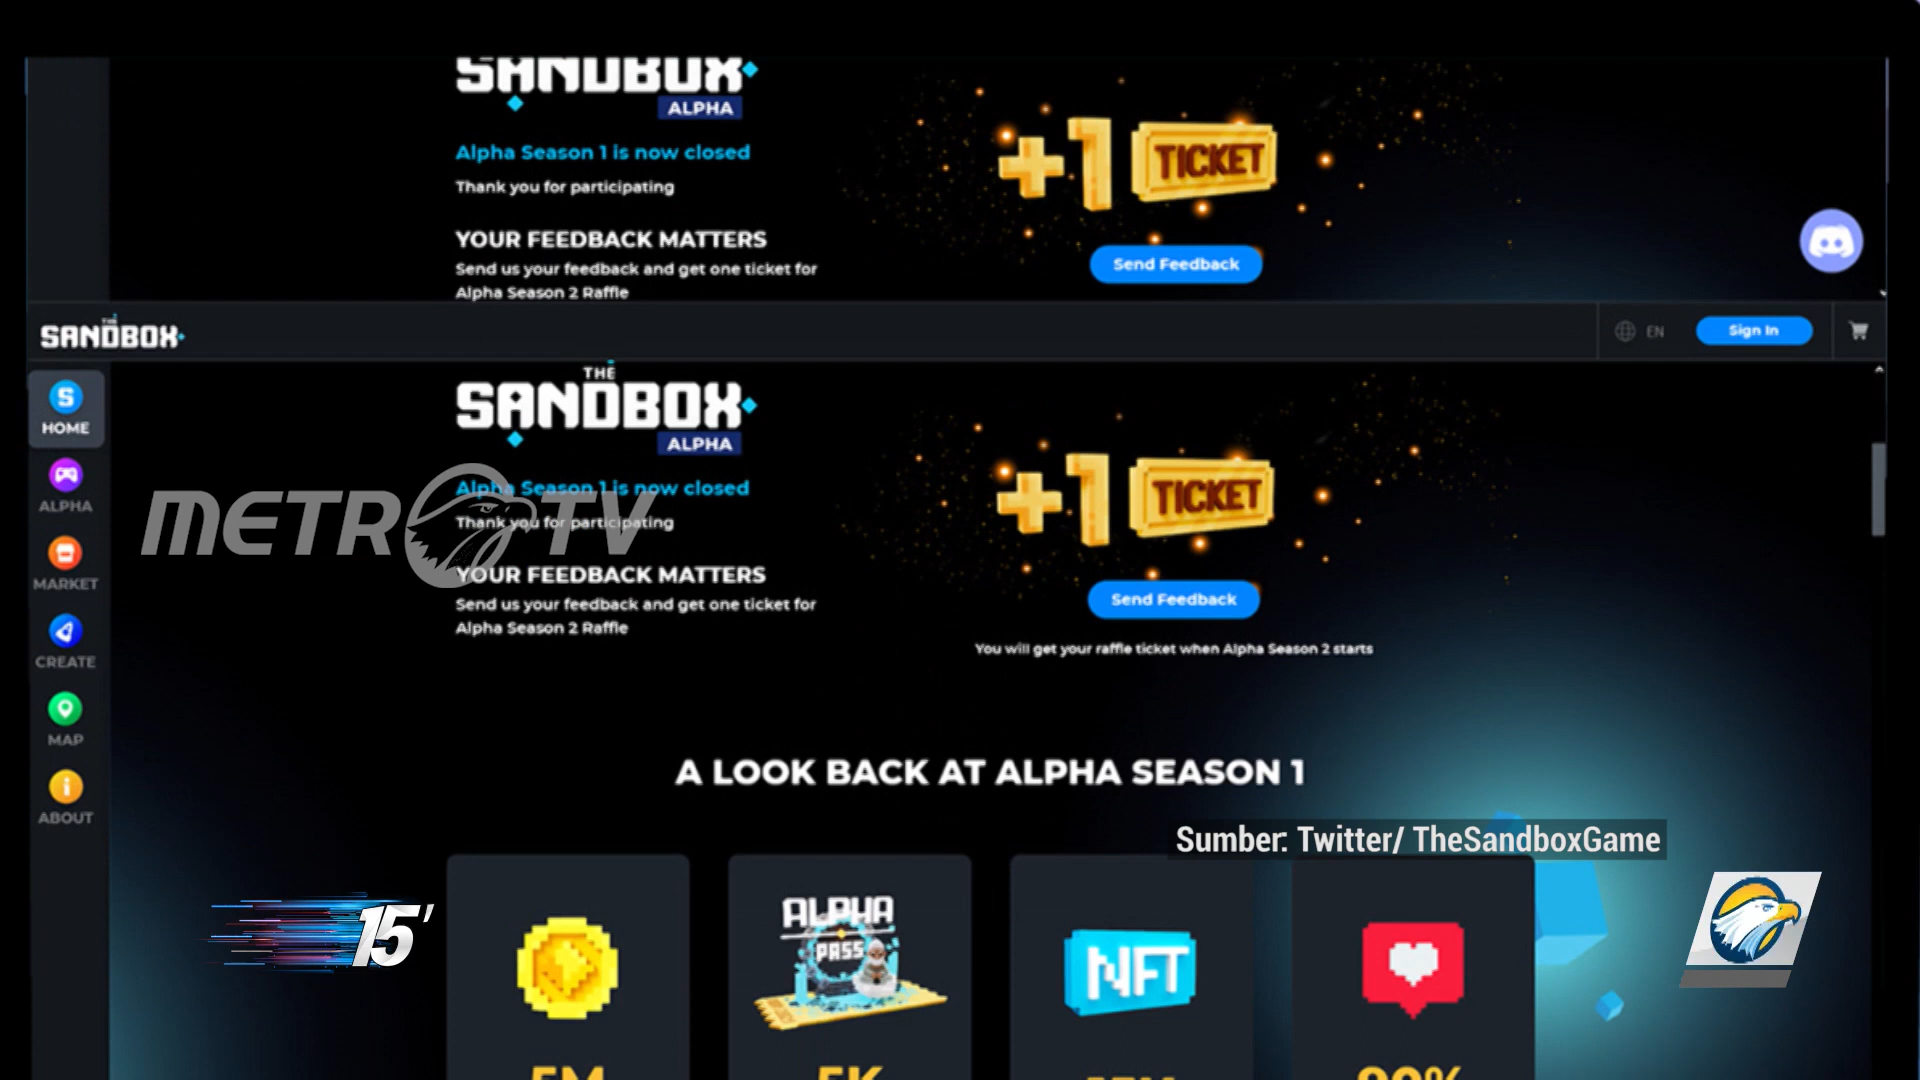 SANDBOX
ALPHA
Alpha Season 1 is now closed
Thank you for participating
YOUR FEEDBACK MATTERS
Send us your feedback and get one ticket for
Alpha Season 2 Raffle
+1 TICKET
Send Feedback
THE
SANDBOX
EN
Sign In
HOME
ALPHA
MARKET
CREATE
MAP
ABOUT
THE
SANDBOX
ALPHA
Alpha Season 1 is now closed
Thank you for participating
YOUR FEEDBACK MATTERS
Send us your feedback and get one ticket for
Alpha Season 2 Raffle
+1 TICKET
Send Feedback
You will get your raffle ticket when Alpha Season 2 starts
METRO TV
A LOOK BACK AT ALPHA SEASON 1
Sumber: Twitter/ TheSandboxGame
15'
ALPHA
PASS
NFT
5M
5K